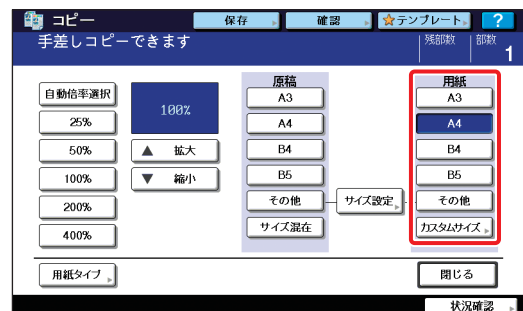 コピー 保存 確認 テンプレート ?
手差しコピーできます 残部数 部数 1
原稿 用紙
自動倍率選択 100% A3 A3
25% A4 A4
50% 拡大 B4 B4
100% 縮小 B5 B5
200% その他 サイズ設定 その他
400% サイズ混在 カスタムサイズ
用紙タイプ 閉じる
状況確認